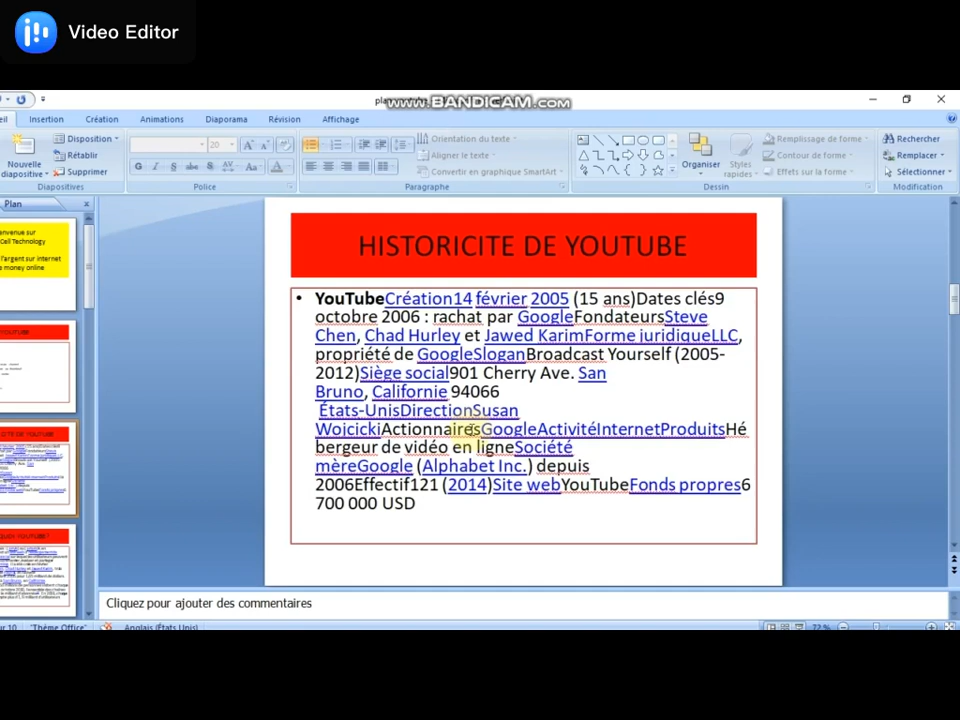 Video Editor
www.BANDICAM.com
Insertion Création Animations Diaporama Révision Affichage
Nouvelle diapositive
Disposition
Rétablir
Supprimer
Diapositives
20
Police
Paragraphe
Orientation du texte
Aligner le texte
Convertir en graphique SmartArt
Organiser
Styles rapides
Remplissage de forme
Contour de forme
Effets sur la forme
Dessin
Rechercher
Remplacer
Sélectionner
Modification
Plan
HISTORICITE DE YOUTUBE
• YouTubeCréation14 février 2005 (15 ans)Dates clés9
octobre 2006 : rachat par GoogleFondateursSteve
Chen, Chad Hurley et Jawed KarimForme juridiqueLLC,
propriété de GoogleSloganBroadcast Yourself (2005-
2012)Siège social901 Cherry Ave. San
Bruno, Californie 94066
États-UnisDirectionSusan
WojcickiActionnairesGoogleActivitéInternetProduitsHé
bergeur de vidéo en ligneSociété
mèreGoogle (Alphabet Inc.) depuis
2006Effectif121 (2014)Site webYouTubeFonds propres6
700 000 USD
Cliquez pour ajouter des commentaires
"Thème Office"
Anglais (États Unis)
72 %